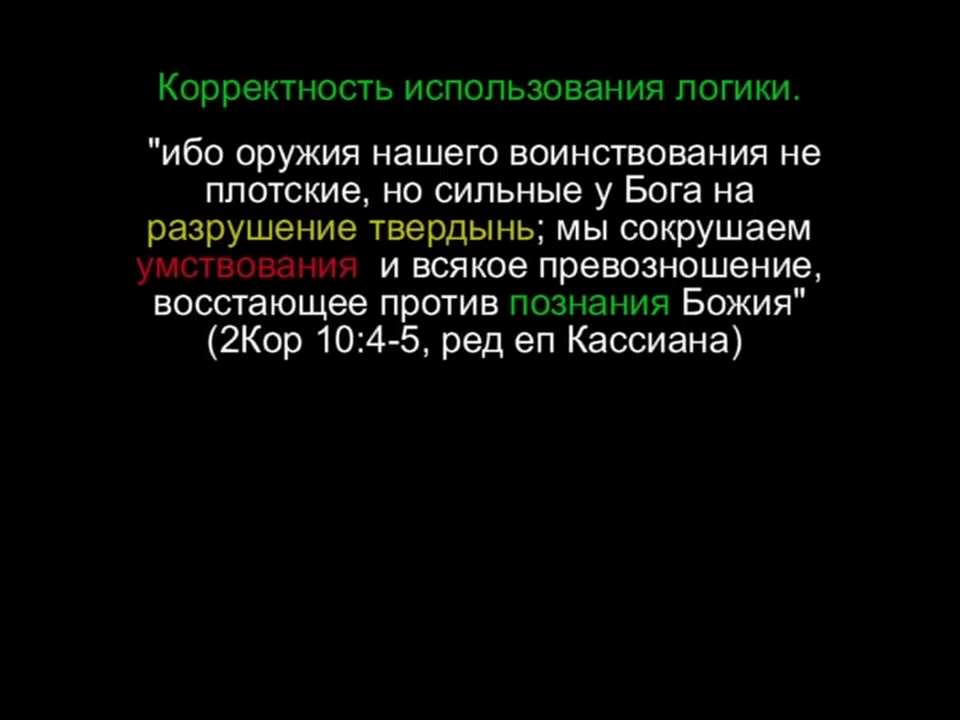 Корректность использования логики.
"ибо оружия нашего воинствования не
плотские, но сильные у Бога на
разрушение твердынь; мы сокрушаем
умствования и всякое превозношение,
восстающее против познания Божия"
(2Кор 10:4-5, ред еп Кассиана)